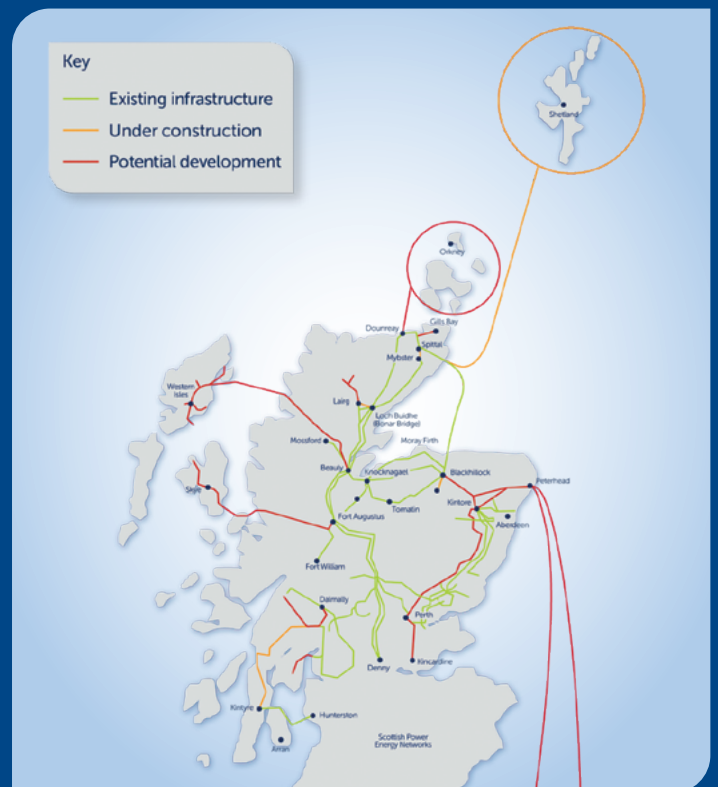 Key
Existing infrastructure
Under construction
Potential development
Shetland
Orkney
Dounreay
Gills Bay
Spittal
Mybster
Western
Isles
Lairg
Loch Buidhe
(Bonar Bridge)
Mossford
Moray Firth
Beauly
Knocknagael
Blackhillock
Peterhead
Skye
Kintore
Tomatin
Fort Augustus
Aberdeen
Fort William
Dalmally
Perth
Denny
Kincardine
Kintyre
Hunterston
Arran
Scottish Power
Energy Networks